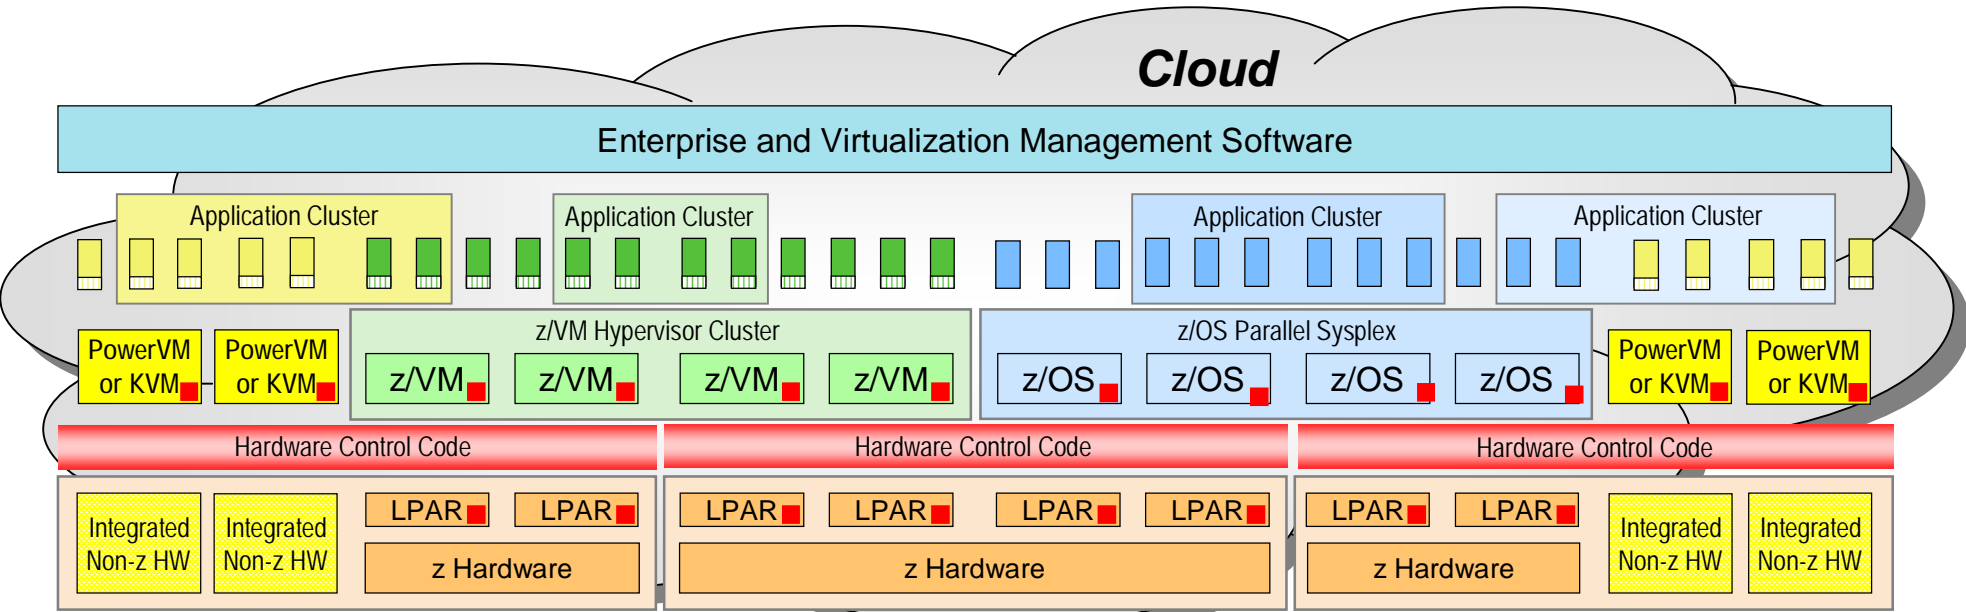 Cloud
Enterprise and Virtualization Management Software
Application Cluster
Application Cluster
Application Cluster
Application Cluster
PowerVM
or KVM
PowerVM
or KVM
z/VM Hypervisor Cluster
z/VM
z/VM
z/VM
z/VM
z/OS Parallel Sysplex
z/OS
z/OS
z/OS
z/OS
PowerVM
or KVM
PowerVM
or KVM
Hardware Control Code
Hardware Control Code
Hardware Control Code
Integrated
Non-z HW
Integrated
Non-z HW
LPAR
LPAR
z Hardware
LPAR
LPAR
LPAR
LPAR
z Hardware
LPAR
LPAR
z Hardware
Integrated
Non-z HW
Integrated
Non-z HW